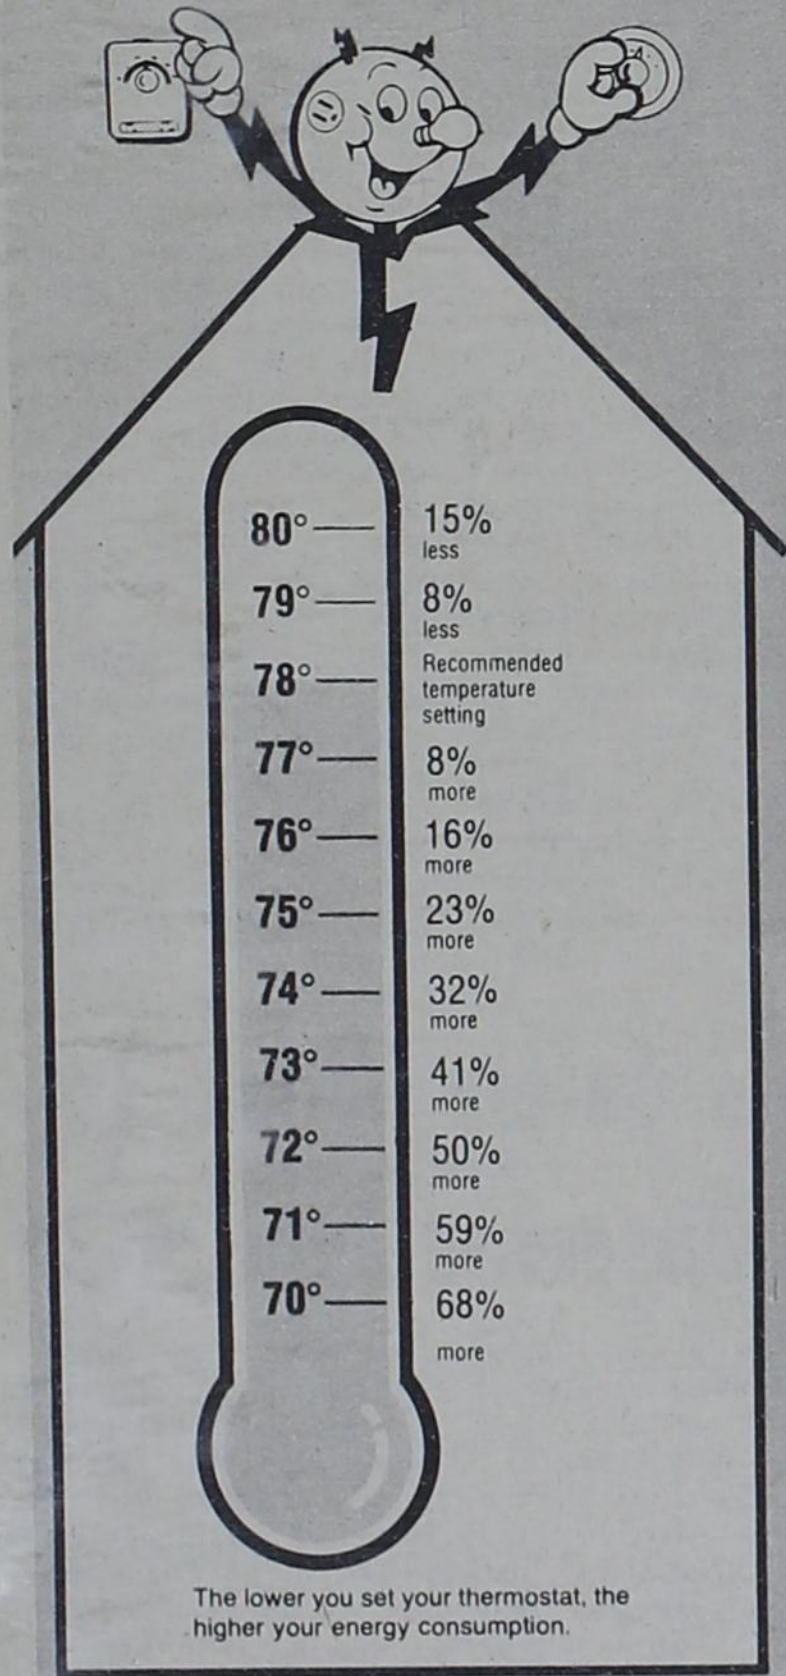 80° 15%
less
79° 8%
less
78° Recommended
temperature
setting
77° 8%
more
76° 16%
more
75° 23%
more
74° 32%
more
73° 41%
more
72° 50%
more
71° 59%
more
70° 68%
more
The lower you set your thermostat, the
higher your energy consumption.